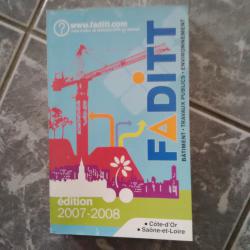 www.faditt.com
FADITT
BATIMENT • TRAVAUX PUBLICS • ENVIRONNEMENT
édition
2007-2008
• Côte-d'Or
• Saône-et-Loire